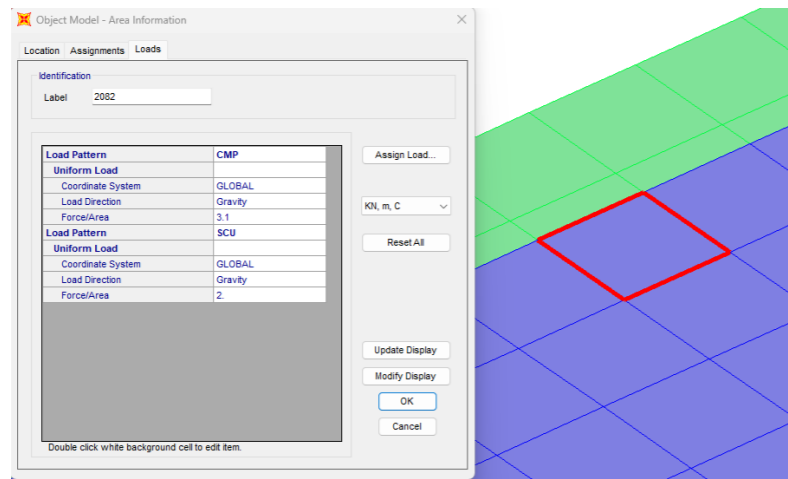 Object Model - Area Information
Location Assignments Loads
Identification
Label 2082
Load Pattern CMP
Uniform Load
Coordinate System GLOBAL
Load Direction Gravity
Force/Area 3.1
Load Pattern SCU
Uniform Load
Coordinate System GLOBAL
Load Direction Gravity
Force/Area 2.
Double click white background cell to edit item.
Assign Load...
KN, m, C
Reset All
Update Display
Modify Display
OK
Cancel